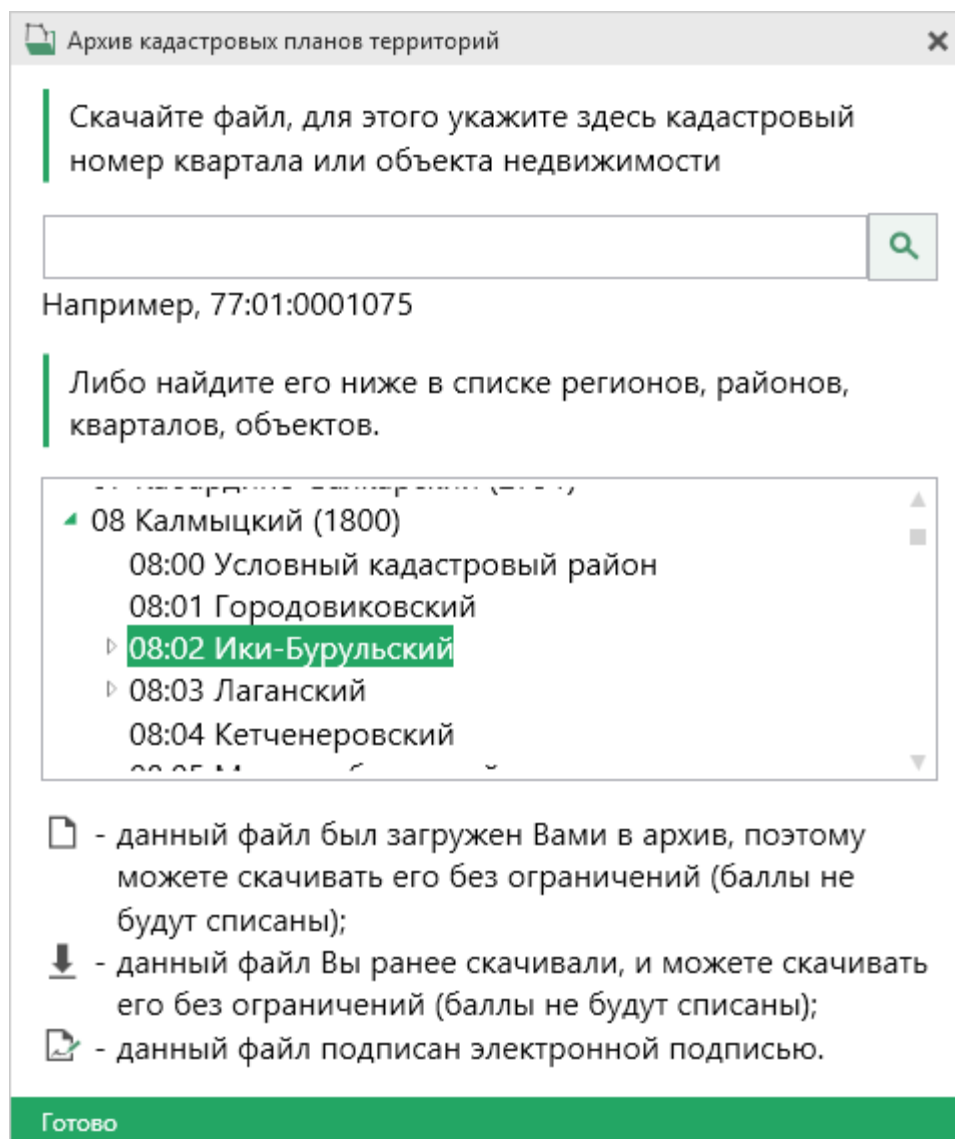 Архив кадастровых планов территорий
Скачайте файл, для этого укажите здесь кадастровый
номер квартала или объекта недвижимости
Например, 77:01:0001075
Либо найдите его ниже в списке регионов, районов,
кварталов, объектов.
08 Калмыцкий (1800)
08:00 Условный кадастровый район
08:01 Городовиковский
08:02 Ики-Бурульский
08:03 Лаганский
08:04 Кетченеровский
- данный файл был загружен Вами в архив, поэтому
можете скачивать его без ограничений (баллы не
будут списаны);
- данный файл Вы ранее скачивали, и можете скачивать
его без ограничений (баллы не будут списаны);
- данный файл подписан электронной подписью.
Готово